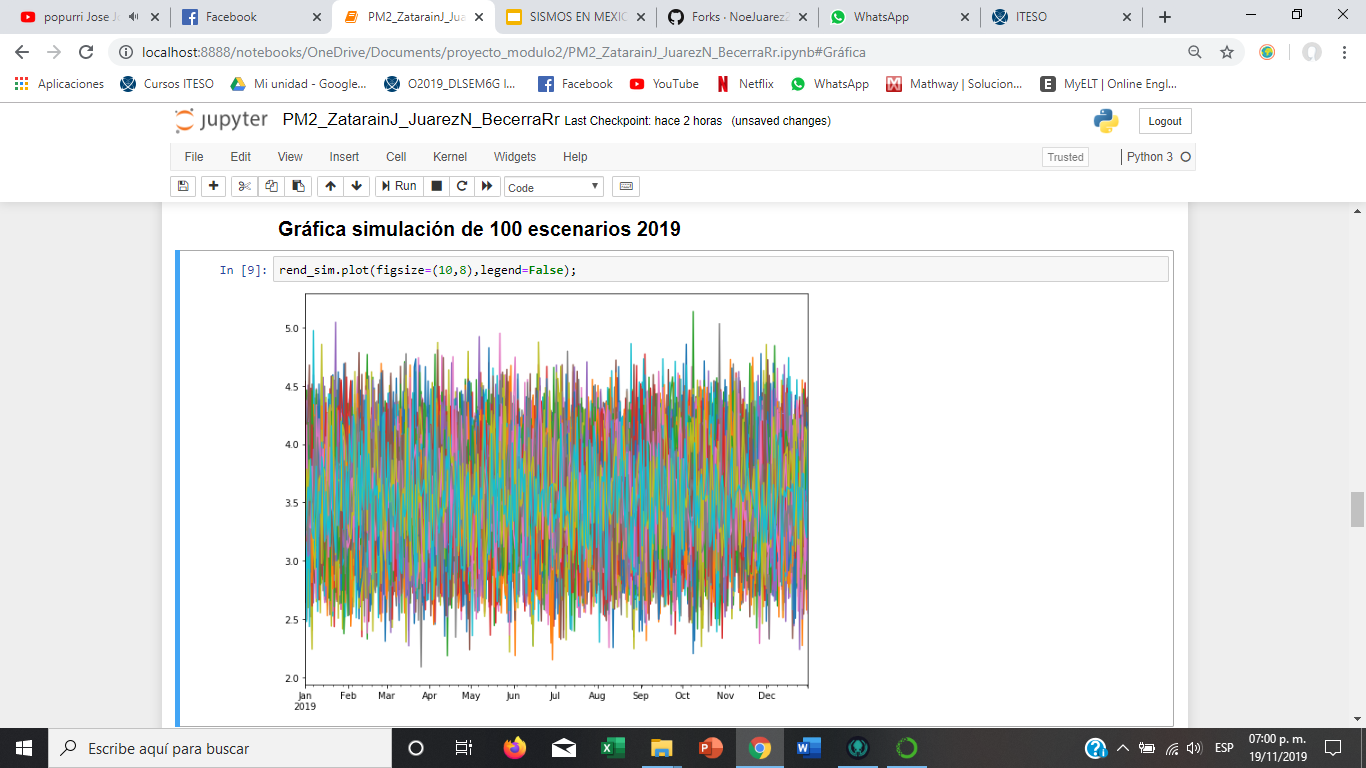 popurri Jose Jo
Facebook
PM2_ZatarainJ_Jua
SISMOS EN MEXIC
Forks · NoeJuarez
WhatsApp
ITESO
localhost:8888/notebooks/OneDrive/Documents/proyecto_modulo2/PM2_ZatarainJ_JuarezN_BecerraRr.ipynb#Gráfica
Aplicaciones
Cursos ITESO
Mi unidad - Google...
O2019_DLSEM6G I...
Facebook
YouTube
Netflix
WhatsApp
Mathway | Solucion...
MyELT | Online Engl...
jupyter PM2_ZatarainJ_JuarezN_BecerraRr Last Checkpoint: hace 2 horas (unsaved changes)
Logout
File Edit View Insert Cell Kernel Widgets Help
Trusted
Python 3
Run
Code
Gráfica simulación de 100 escenarios 2019
In [9]: rend_sim.plot(figsize=(10,8),legend=False);
5.0
4.5
4.0
3.5
3.0
2.5
2.0
Jan Feb Mar Apr May Jun Jul Aug Sep Oct Nov Dec
2019
Escribe aquí para buscar
ESP
07:00 p. m.
19/11/2019